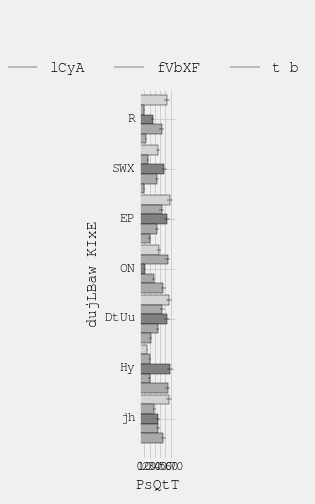 lCyA fVbXF t b
R
SWX
EP
ON
DtUu
Hy
jh
dujLBaw KIxE
PsQtT